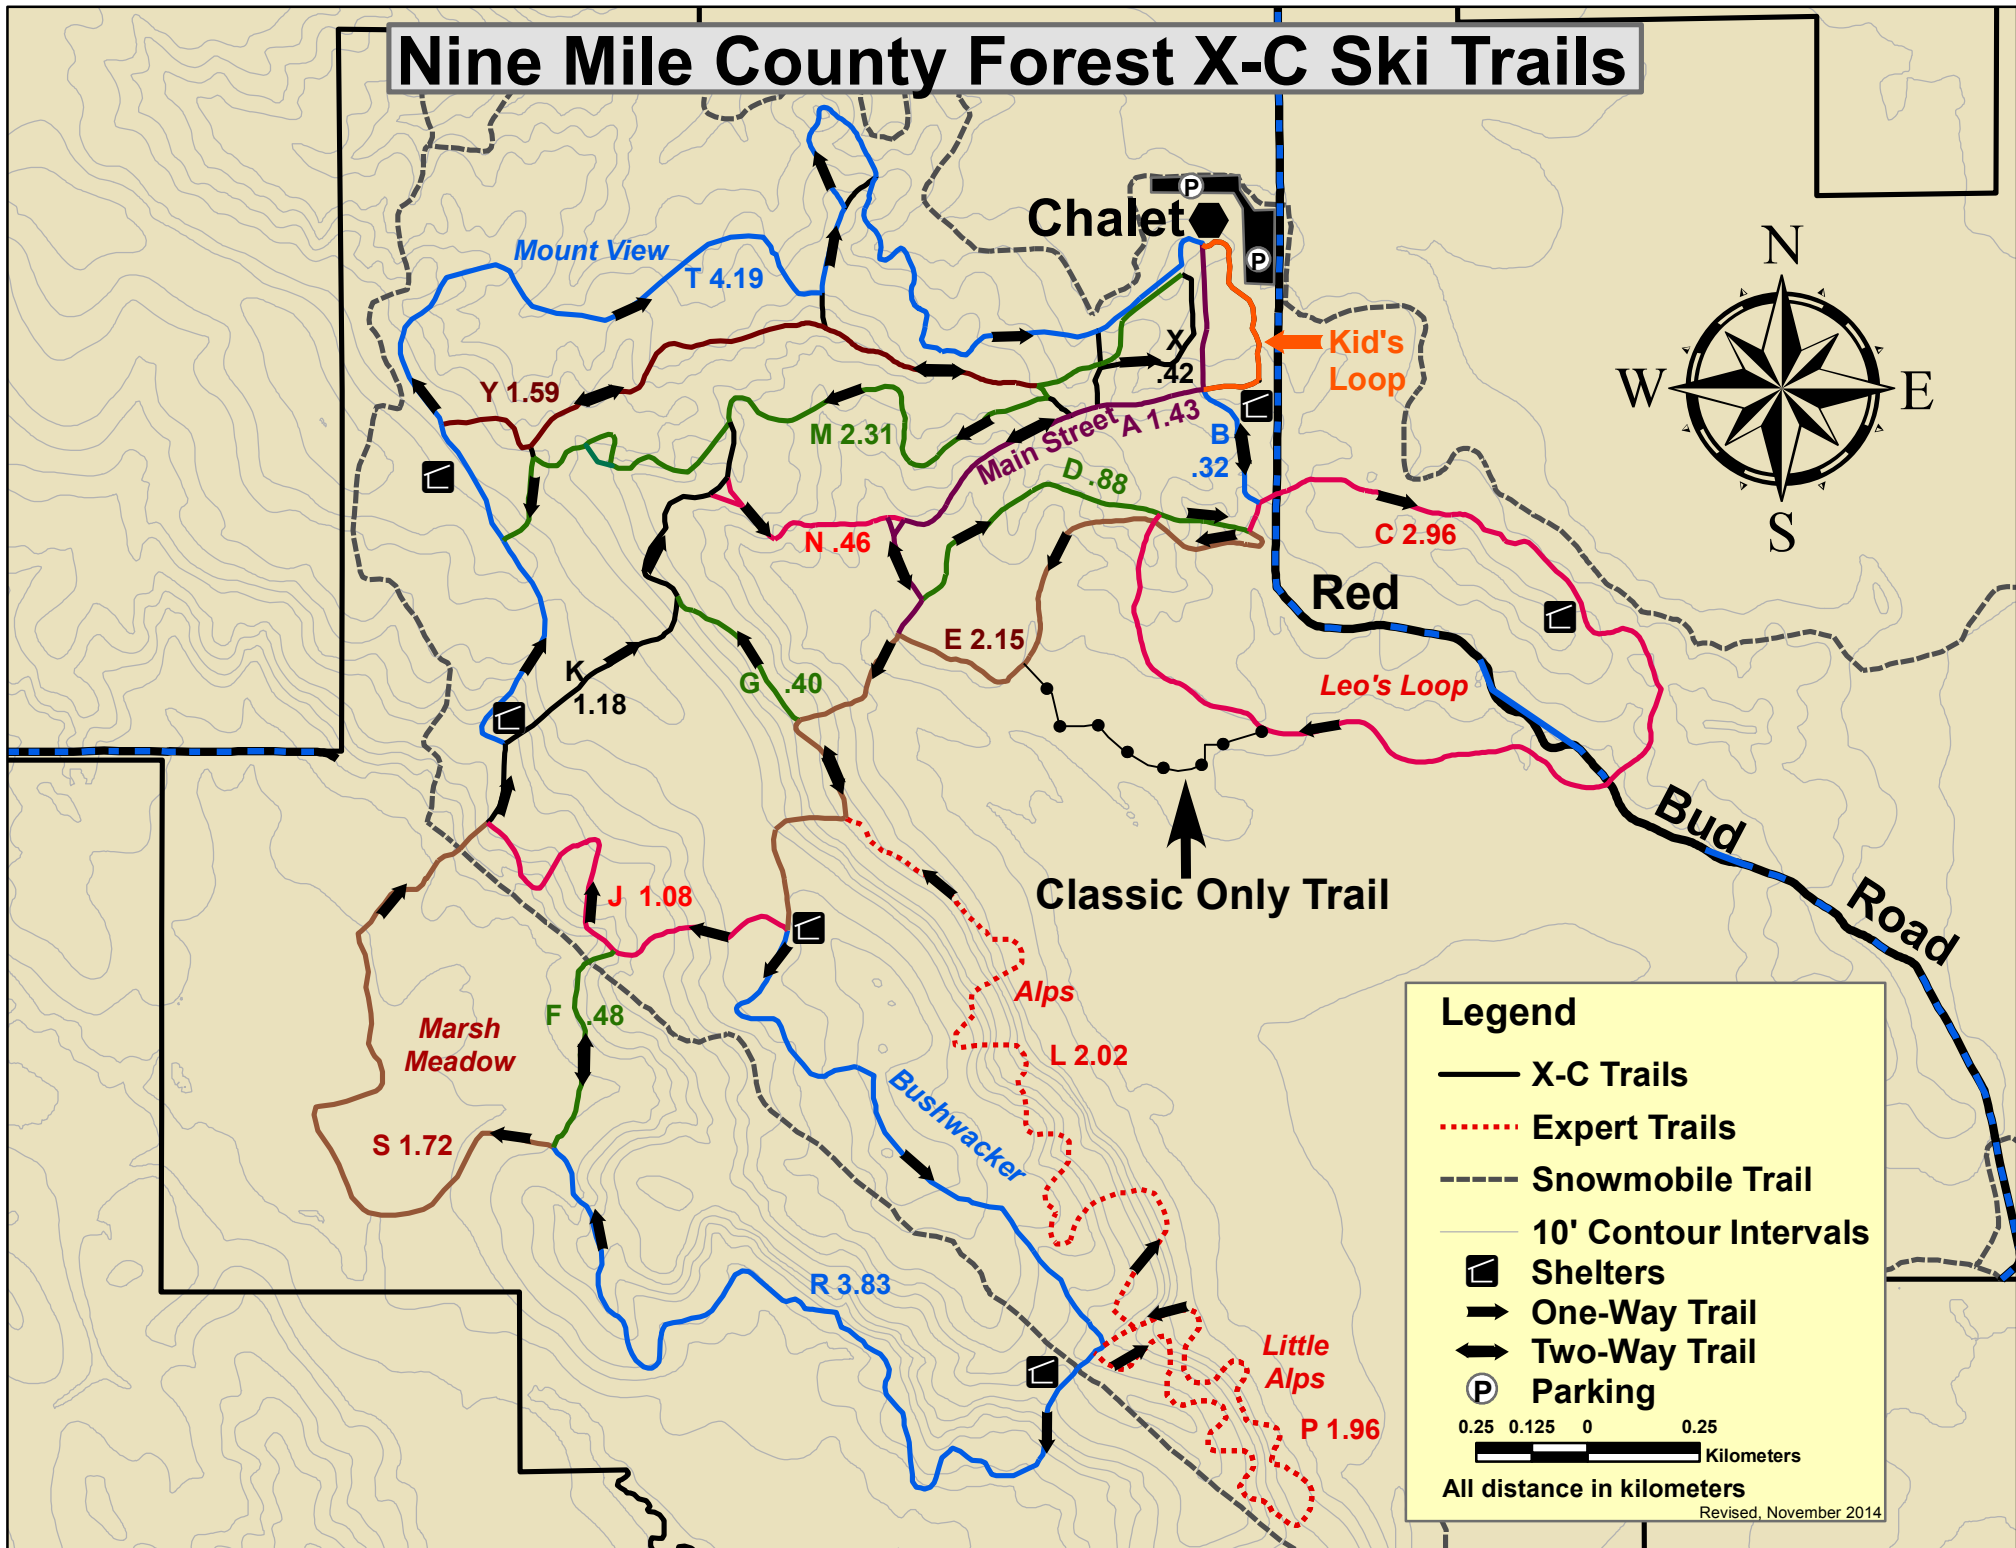 Nine Mile County Forest X-C Ski Trails
P
Chalet
P
Mount View
T 4.19
N
W
E
S
Kid's
Loop
X
.42
Y 1.59
M 2.31
Main Street
A 1.43
B
.32
D .88
C 2.96
N .46
Red
E 2.15
K
1.18
G .40
Leo's Loop
Bud
Road
Classic Only Trail
J 1.08
Alps
F .48
Marsh
Meadow
L 2.02
Bushwacker
S 1.72
R 3.83
Little
Alps
P 1.96
Legend
X-C Trails
Expert Trails
Snowmobile Trail
10' Contour Intervals
Shelters
One-Way Trail
Two-Way Trail
P Parking
0.25 0.125 0 0.25
Kilometers
All distance in kilometers
Revised, November 2014